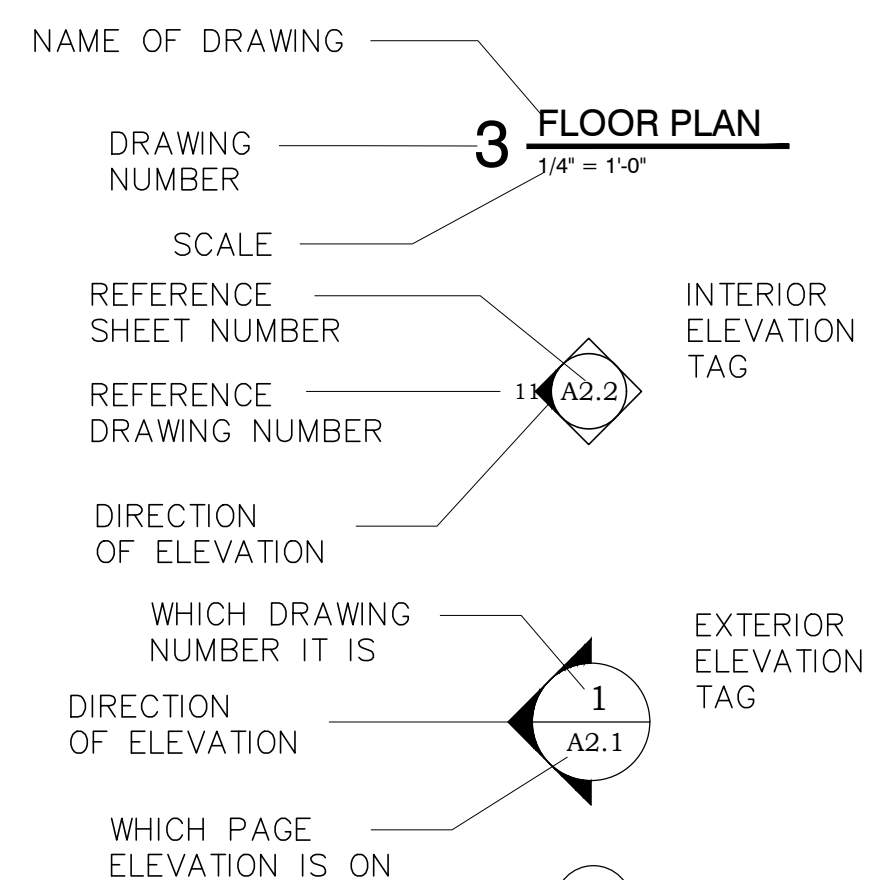 NAME OF DRAWING
FLOOR PLAN
3
DRAWING
NUMBER
1/4" = 1'-0"
SCALE
REFERENCE
SHEET NUMBER
INTERIOR
ELEVATION
TAG
REFERENCE
DRAWING NUMBER
11
A2.2
DIRECTION
OF ELEVATION
WHICH DRAWING
NUMBER IT IS
EXTERIOR
ELEVATION
TAG
1
DIRECTION
OF ELEVATION
A2.1
WHICH PAGE
ELEVATION IS ON